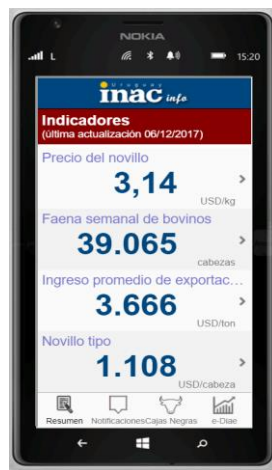 NOKIA
L
15:20
Uruguay
inac info
Indicadores
(última actualización 06/12/2017)
Precio del novillo
3,14
USD/kg
Faena semanal de bovinos
39.065
cabezas
Ingreso promedio de exportac...
3.666
USD/ton
Novillo tipo
1.108
USD/cabeza
Resumen Notificaciones Cajas Negras e-Diae